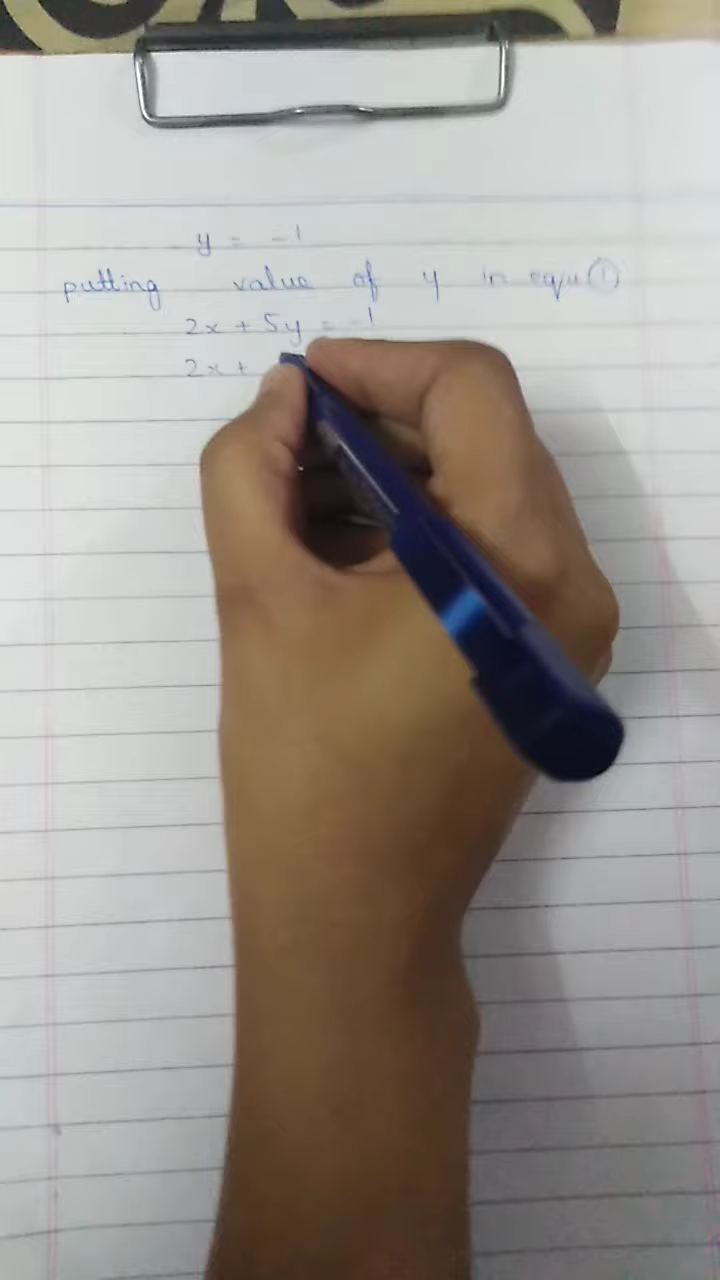 y = -1
putting value of y in equ ①
2x + 5y = -1
2x +